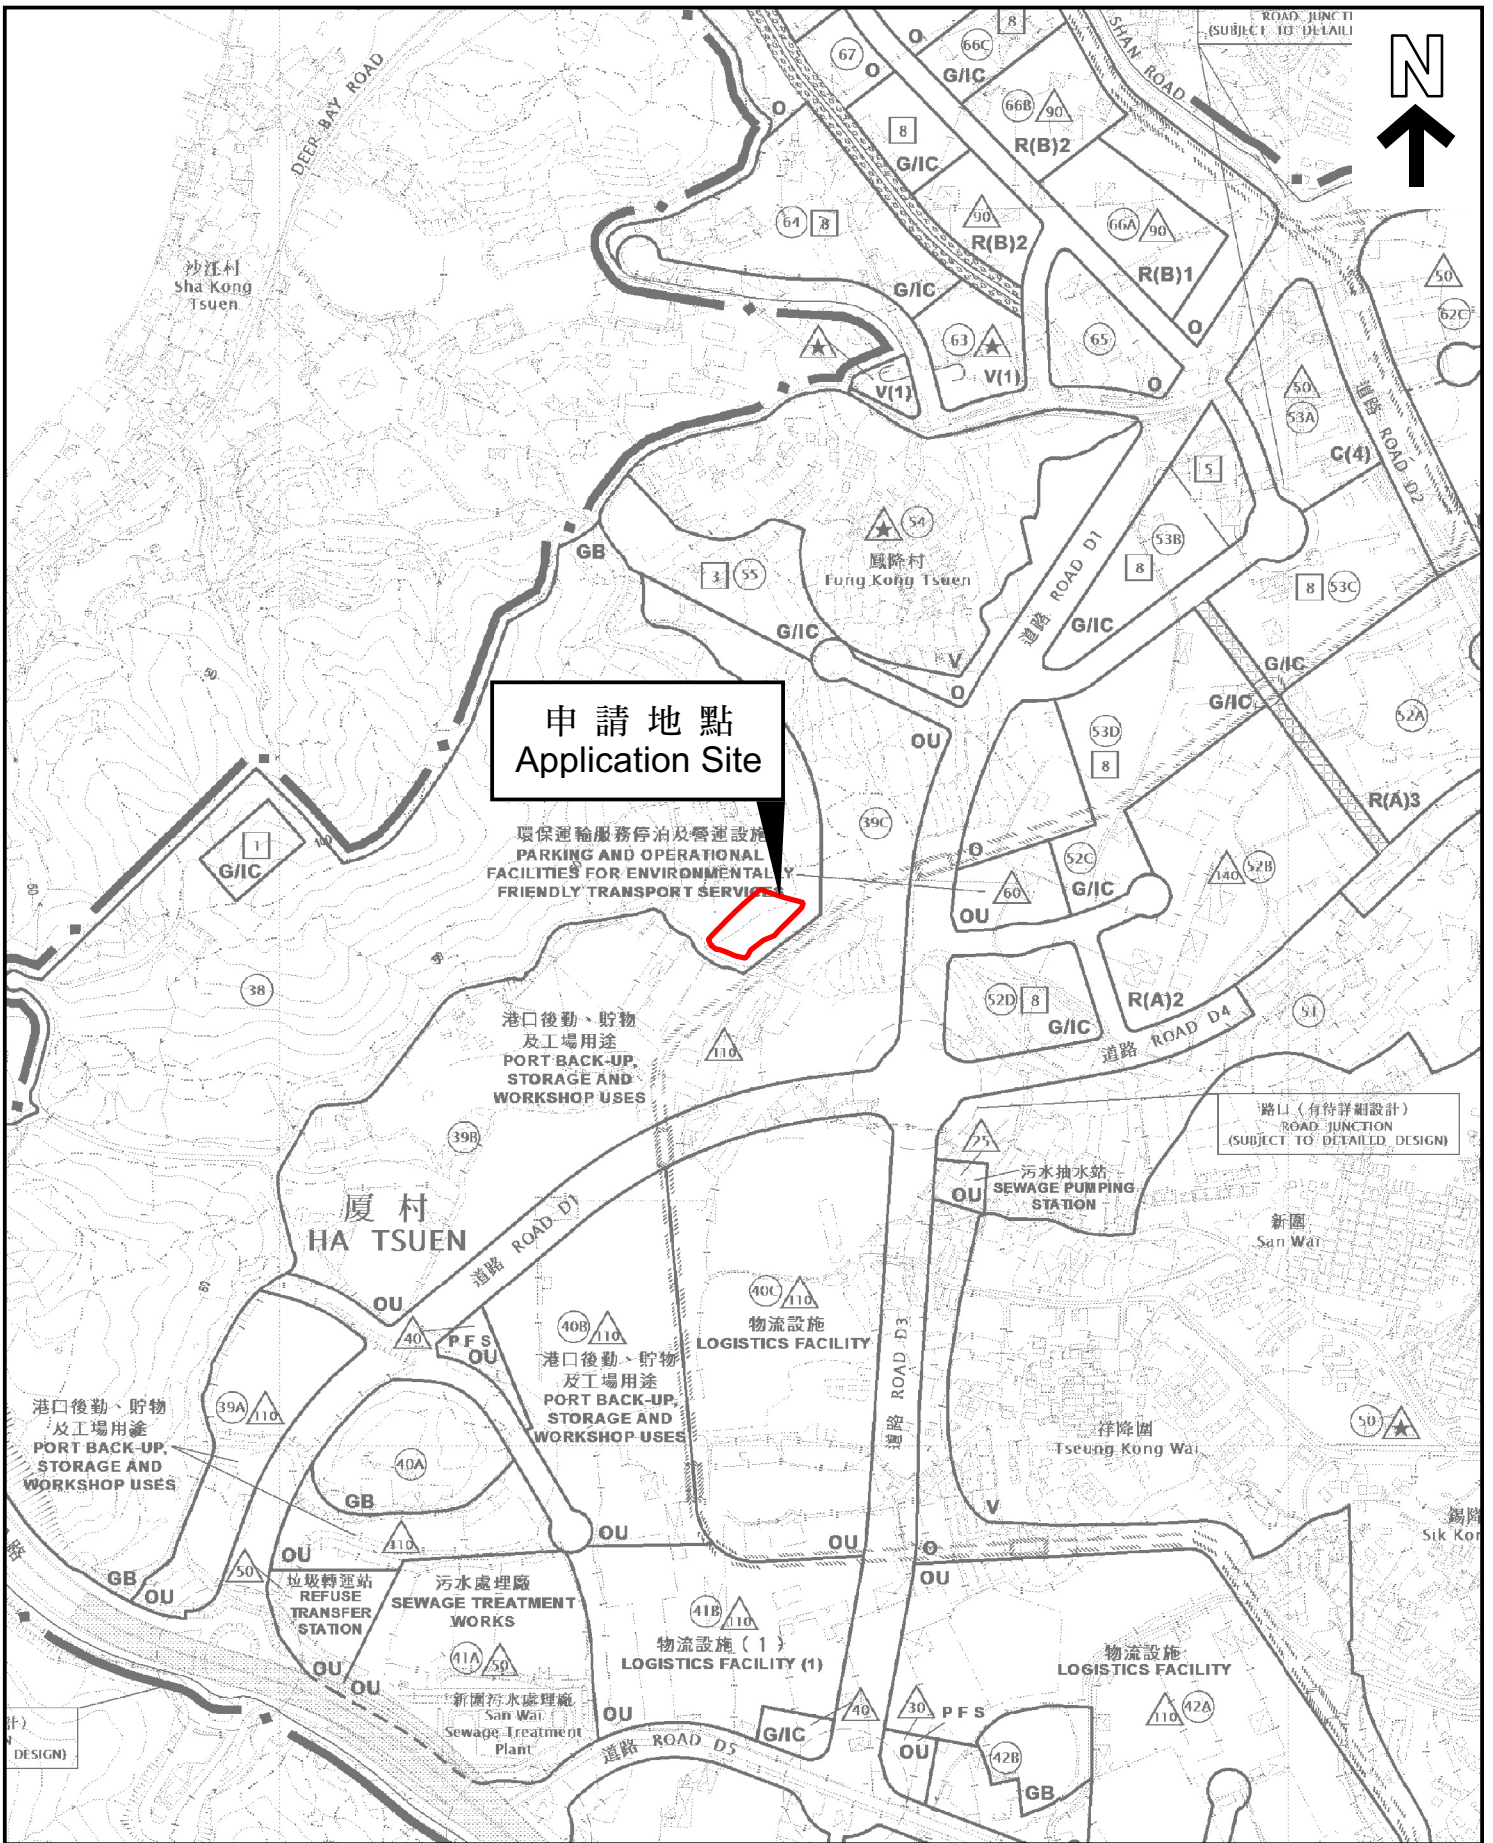 ROAD JUNCTI
(SUBJECT TO DETAIL
N
SHAN ROAD
8
66C
O
67
O
G/IC
66B
90
R(B)2
O
8
G/IC
DEER BAY ROAD
64
8
90
R(B)2
66A
90
R(B)1
沙江村
Sha Kong
Tsuen
G/IC
50
62C
63
V(1)
65
O
O
V(1)
50
53A
C(4)
道路 ROAD D2
5
54
鳳降村
Fung Kong Tsuen
GB
3
55
G/IC
道路 ROAD D1
53B
8
G/IC
8
53C
V
O
G/IC
G/IC
52A
50
申請地點
Application Site
OU
53D
8
R(A)3
環保運輸服務停泊及營運設施
PARKING AND OPERATIONAL
FACILITIES FOR ENVIRONMENTALLY
FRIENDLY TRANSPORT SERVICES
39C
1
G/IC
100
O
52C
G/IC
60
OU
140
52B
50
38
52D
8
G/IC
R(A)2
道路 ROAD D4
51
港口後勤、貯物
及工場用途
PORT BACK-UP,
STORAGE AND
WORKSHOP USES
110
39B
路口（有待詳細設計）
ROAD JUNCTION
(SUBJECT TO DETAILED DESIGN)
25
污水抽水站
SEWAGE PUMPING
STATION
OU
厦村
HA TSUEN
新圍
San Wai
道路 ROAD D1
OU
40
P F S
OU
40B
110
港口後勤、貯物
及工場用途
PORT BACK-UP,
STORAGE AND
WORKSHOP USES
40C
110
物流設施
LOGISTICS FACILITY
道路 ROAD D3
港口後勤、貯物
及工場用途
PORT BACK-UP,
STORAGE AND
WORKSHOP USES
39A
110
40A
GB
祥降圍
Tseung Kong Wai
50
V
錫降
Sik Kon
110
OU
OU
OU
O
OU
50
GB
OU
垃圾轉運站
REFUSE
TRANSFER
STATION
污水處理廠
SEWAGE TREATMENT
WORKS
41A
50
OU
OU
新圍污水處理廠
San Wai
Sewage Treatment
Plant
41B
110
物流設施（1）
LOGISTICS FACILITY (1)
OU
道路 ROAD D5
G/IC
40
30
P F S
OU
42B
GB
物流設施
LOGISTICS FACILITY
110
42A
計）
N
DESIGN)